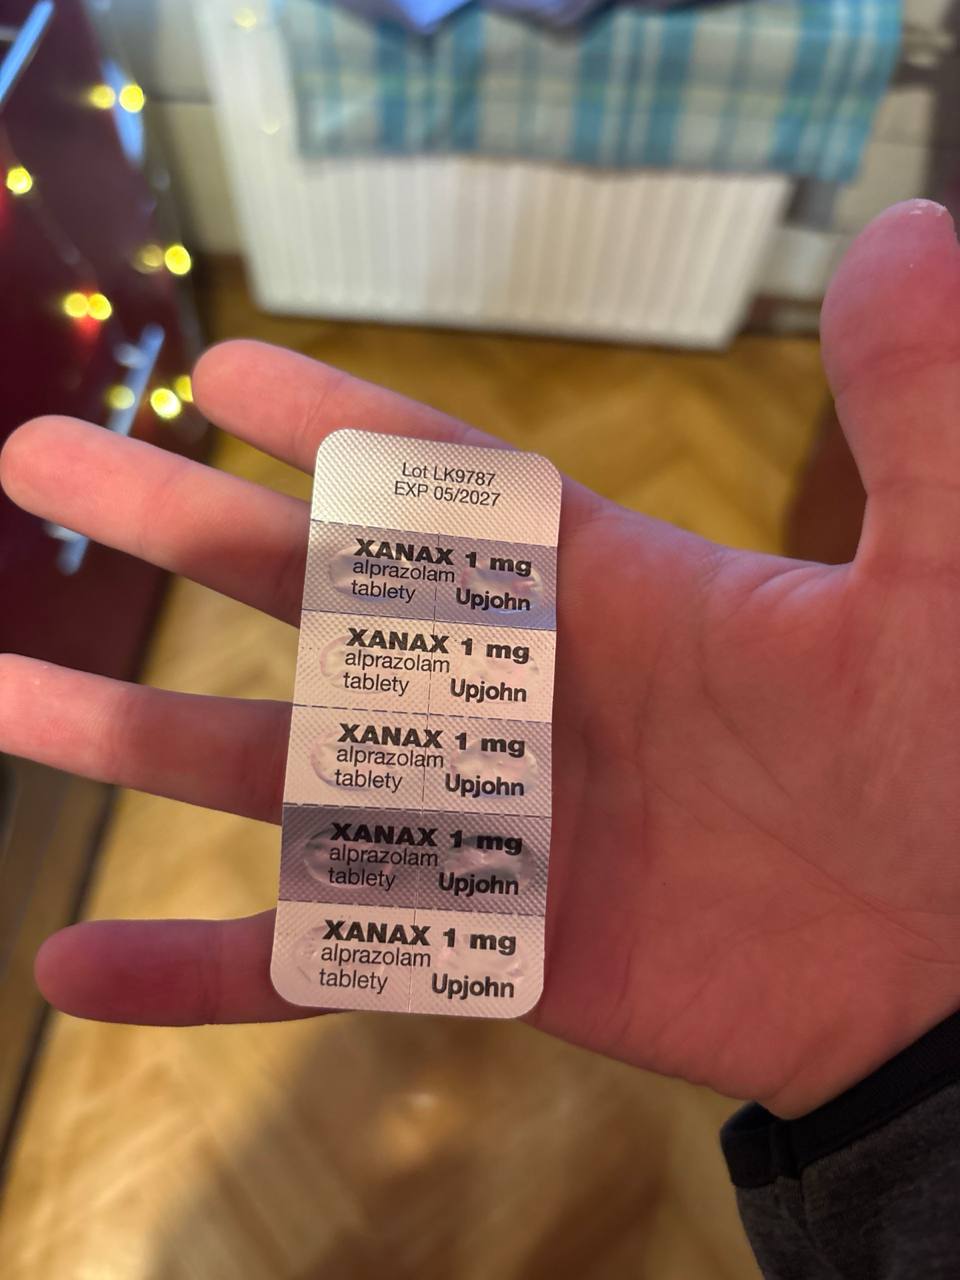 Lot LK9787
EXP 05/2027
XANAX 1 mg
alprazolam
tablety Upjohn
XANAX 1 mg
alprazolam
tablety Upjohn
XANAX 1 mg
alprazolam
tablety Upjohn
XANAX 1 mg
alprazolam
tablety Upjohn
XANAX 1 mg
alprazolam
tablety Upjohn